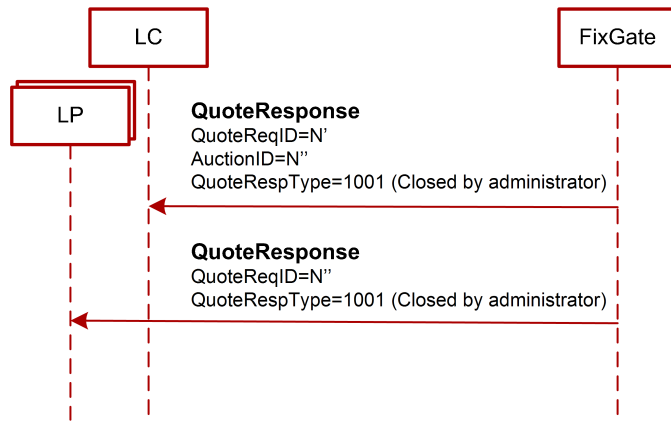 LC
FixGate
LP
QuoteResponse
QuoteReqID=N'
AuctionID=N''
QuoteRespType=1001 (Closed by administrator)
QuoteResponse
QuoteReqID=N''
QuoteRespType=1001 (Closed by administrator)